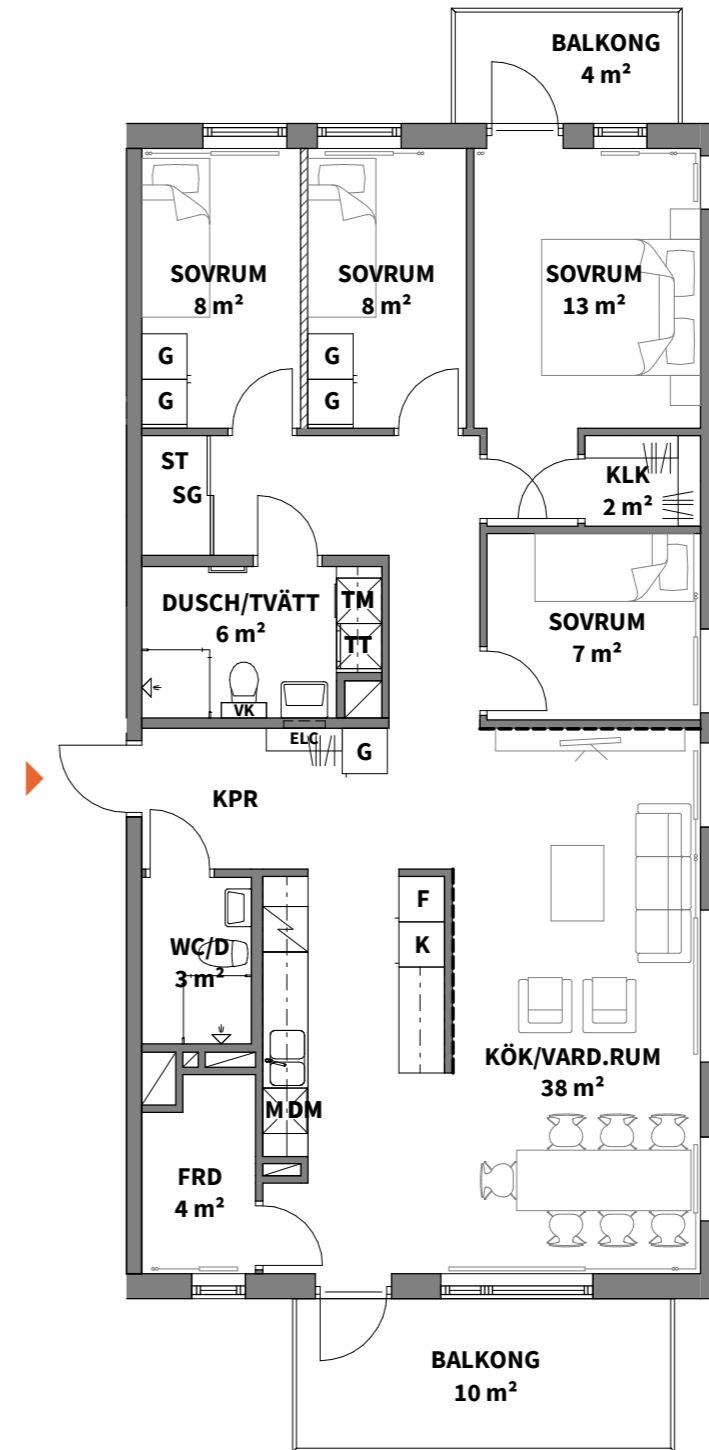 BALKONG
4 m²
SOVRUM
8 m²
SOVRUM
8 m²
SOVRUM
13 m²
G
G
G
G
ST
SG
KLK
2 m²
DUSCH/TVÄTT
6 m²
TM
TT
SOVRUM
7 m²
VK
ELC
G
KPR
F
K
WC/D
3 m²
KÖK/VARD.RUM
38 m²
M DM
FRD
4 m²
BALKONG
10 m²